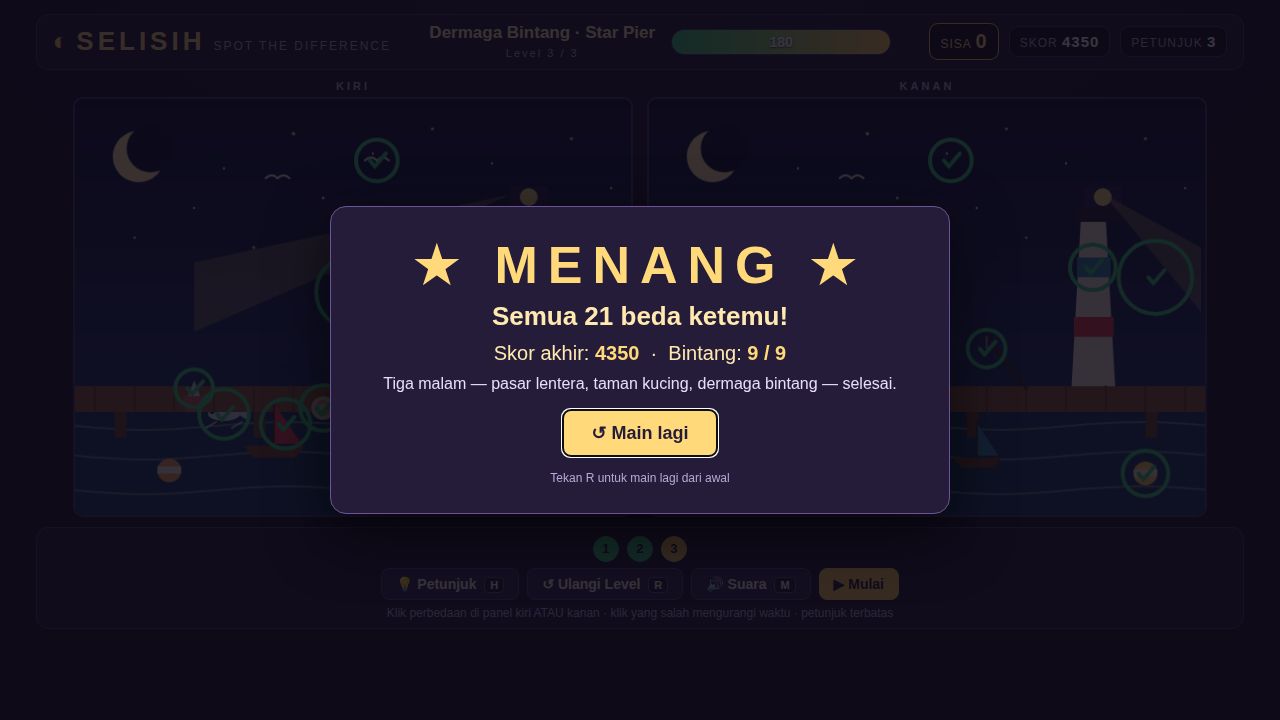 SELISIH SPOT THE DIFFERENCE
Dermaga Bintang · Star Pier
Level 3 / 3
180
SISA 0
SKOR 4350
PETUNJUK 3
KIRI
KANAN
★ MENANG ★
Semua 21 beda ketemu!
Skor akhir: 4350 · Bintang: 9 / 9
Tiga malam — pasar lentera, taman kucing, dermaga bintang — selesai.
↺ Main lagi
Tekan R untuk main lagi dari awal
1 2 3
💡 Petunjuk H
↺ Ulangi Level R
🔊 Suara M
▶ Mulai
Klik perbedaan di panel kiri ATAU kanan · klik yang salah mengurangi waktu · petunjuk terbatas